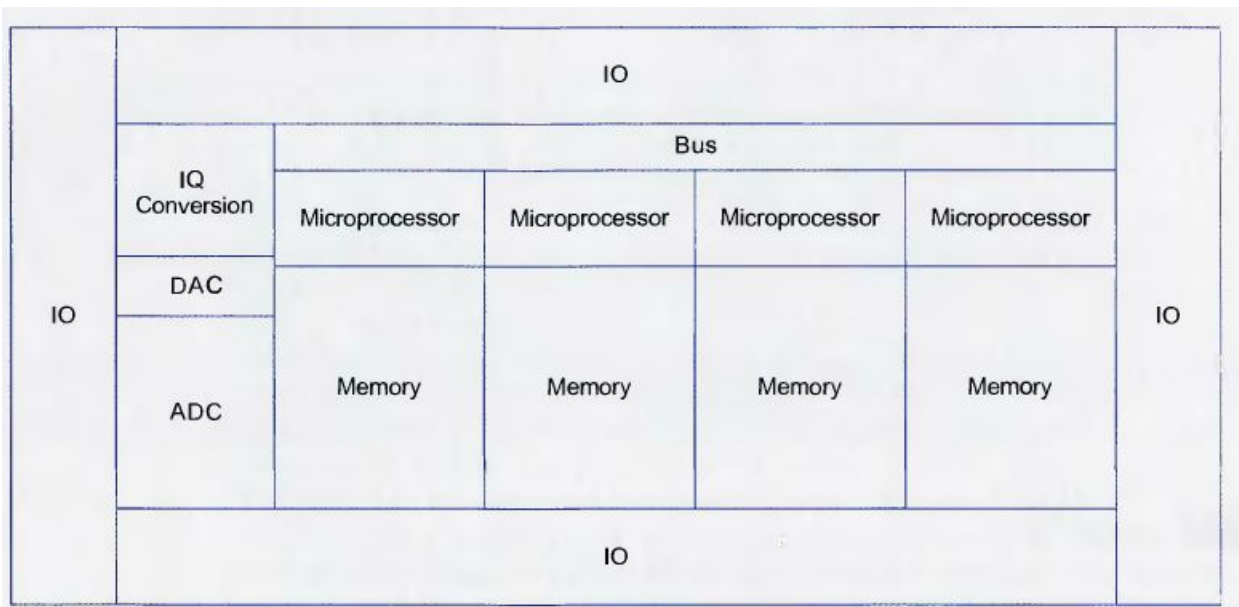 IO
Bus
IQ
Conversion
Microprocessor Microprocessor Microprocessor Microprocessor
DAC
IO
IO
Memory Memory Memory Memory
ADC
IO